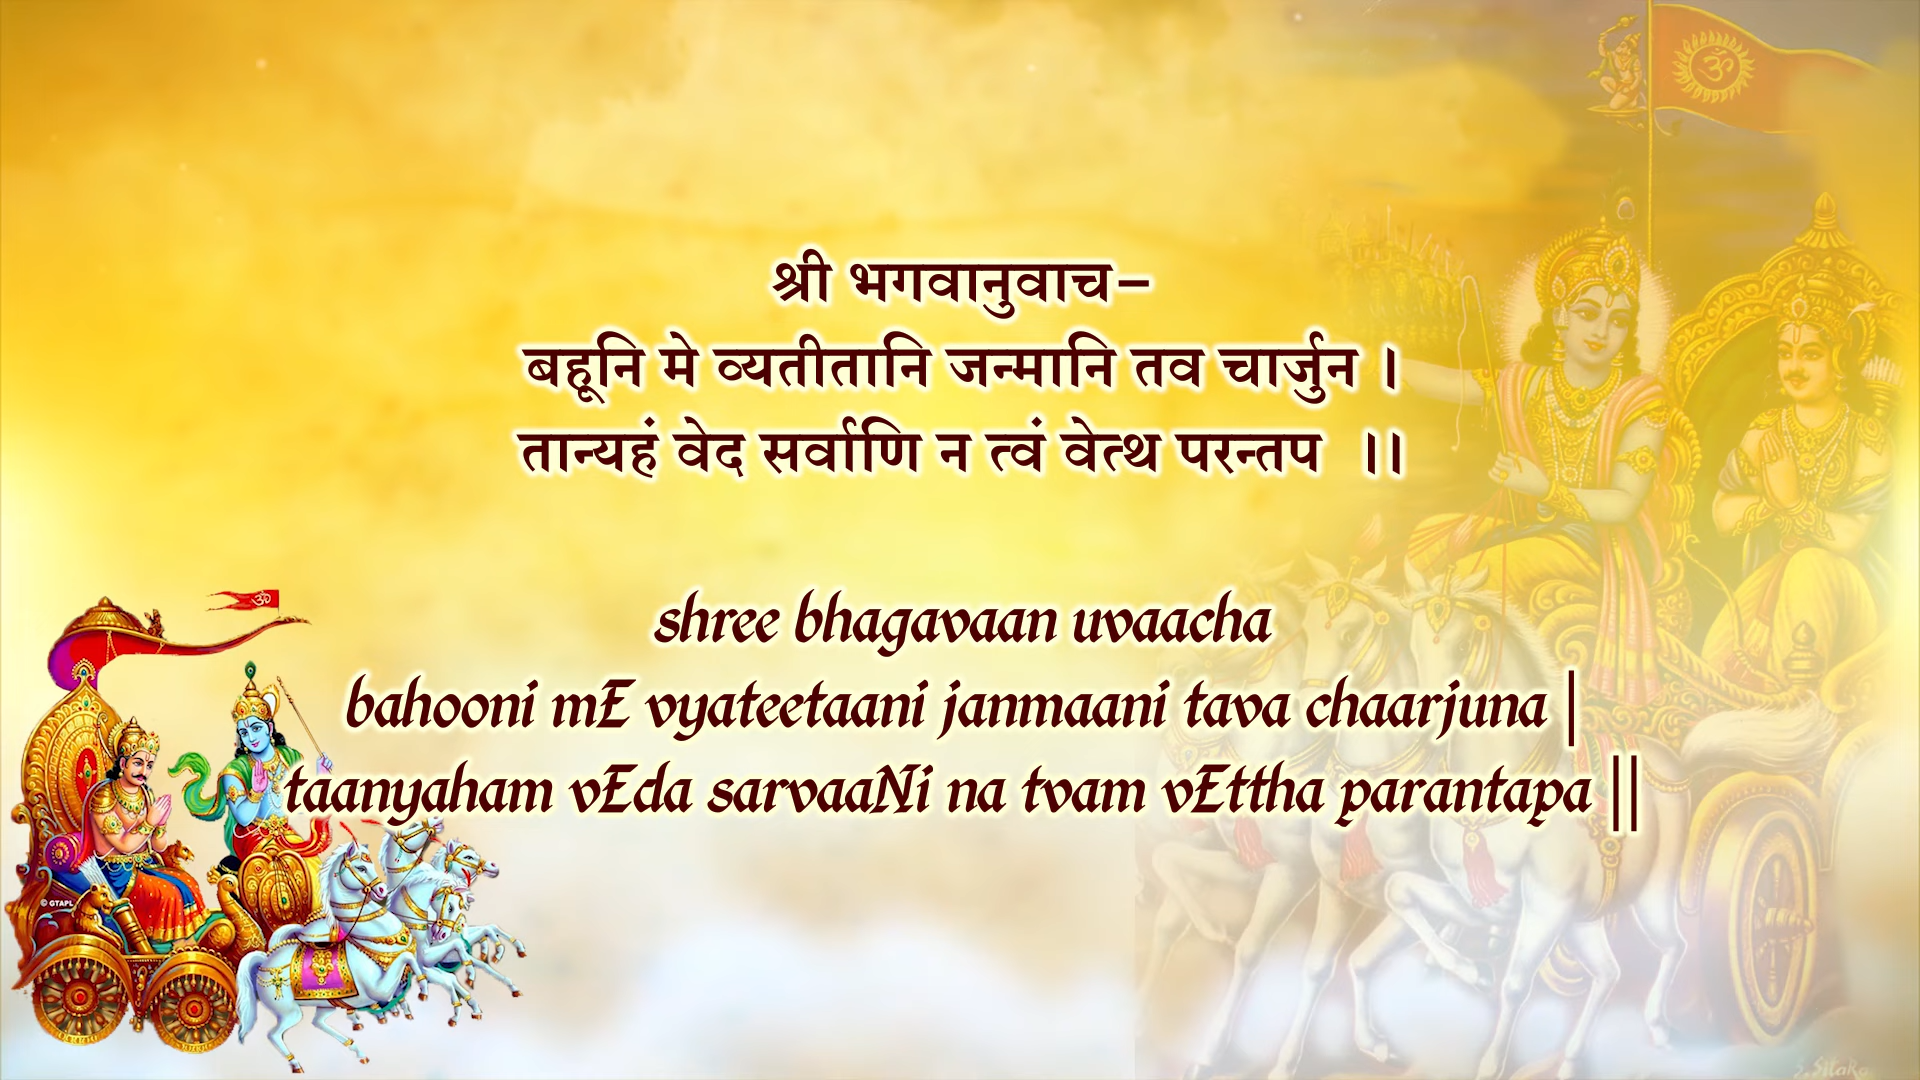 श्री भगवानुवाच–
बहूनि मे व्यतीतानि जन्मानि तव चार्जुन ।
तान्यहं वेद सर्वाणि न त्वं वेत्थ परन्तप ।।
shree bhagavaan uvaacha
bahooni mE vyateetaani janmaani tava chaarjuna |
taanyaham vEda sarvaaNi na tvam vEttha parantapa ||
ॐ
ॐ
© GTAPL